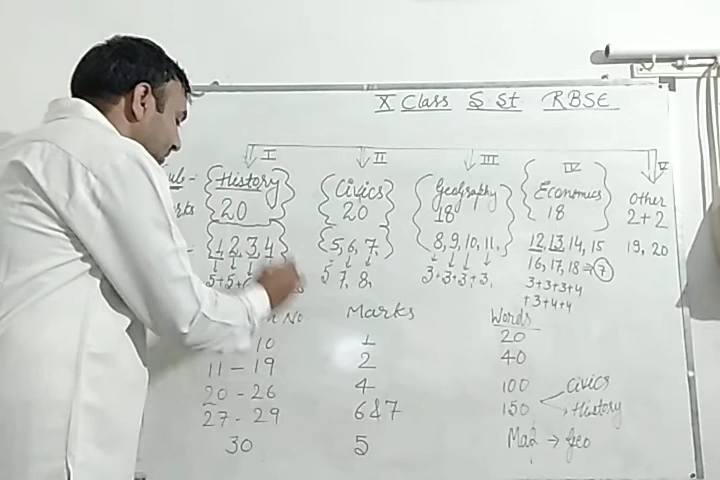 X Class S St RBSE
I II III IV V
History Civics Geography Economics Other
20 20 18 18 2+2
1, 2, 3, 4 5, 6, 7, 8, 9, 10, 11, 12, 13, 14, 15 19, 20
16, 17, 18 ⇒ 7
5+5+ 5 7, 8, 3+3+3+3, 3+3+3+4
+3+4+4
No Marks Words
10 1 20
11 - 19 2 40
20 - 26 4 100 Civics
27 - 29 6&7 150 History
30 5 Map → Geo